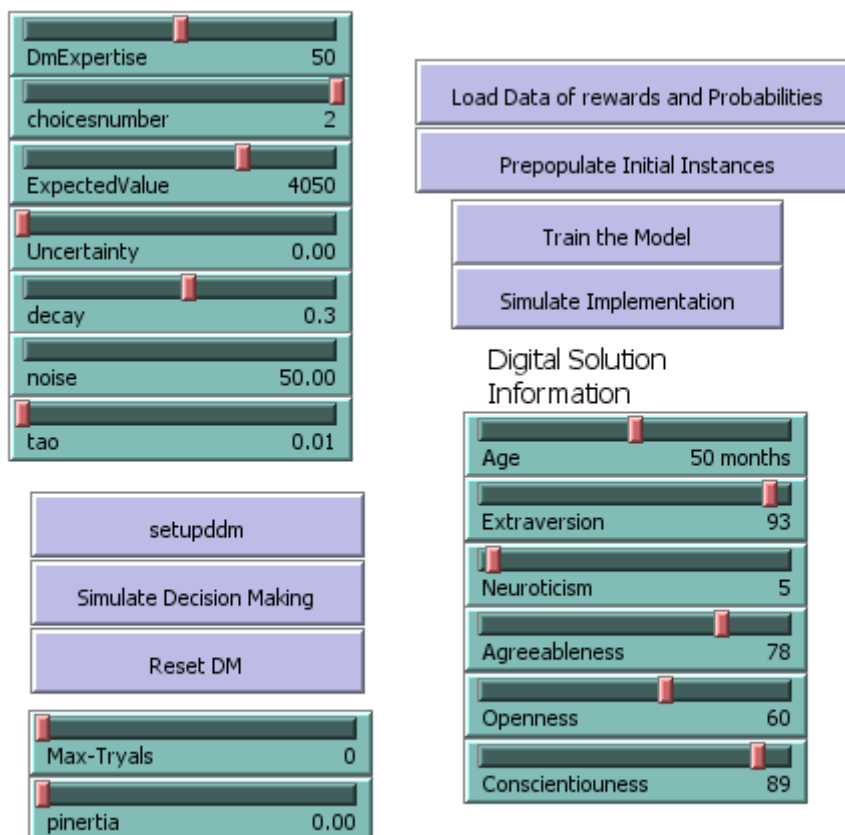 DmExpertise 50
choicesnumber 2
ExpectedValue 4050
Uncertainty 0.00
decay 0.3
noise 50.00
tao 0.01
setupddm
Simulate Decision Making
Reset DM
Max-Tryals 0
pinertia 0.00
Load Data of rewards and Probabilities
Prepopulate Initial Instances
Train the Model
Simulate Implementation
Digital Solution
Information
Age 50 months
Extraversion 93
Neuroticism 5
Agreeableness 78
Openness 60
Conscientiouness 89